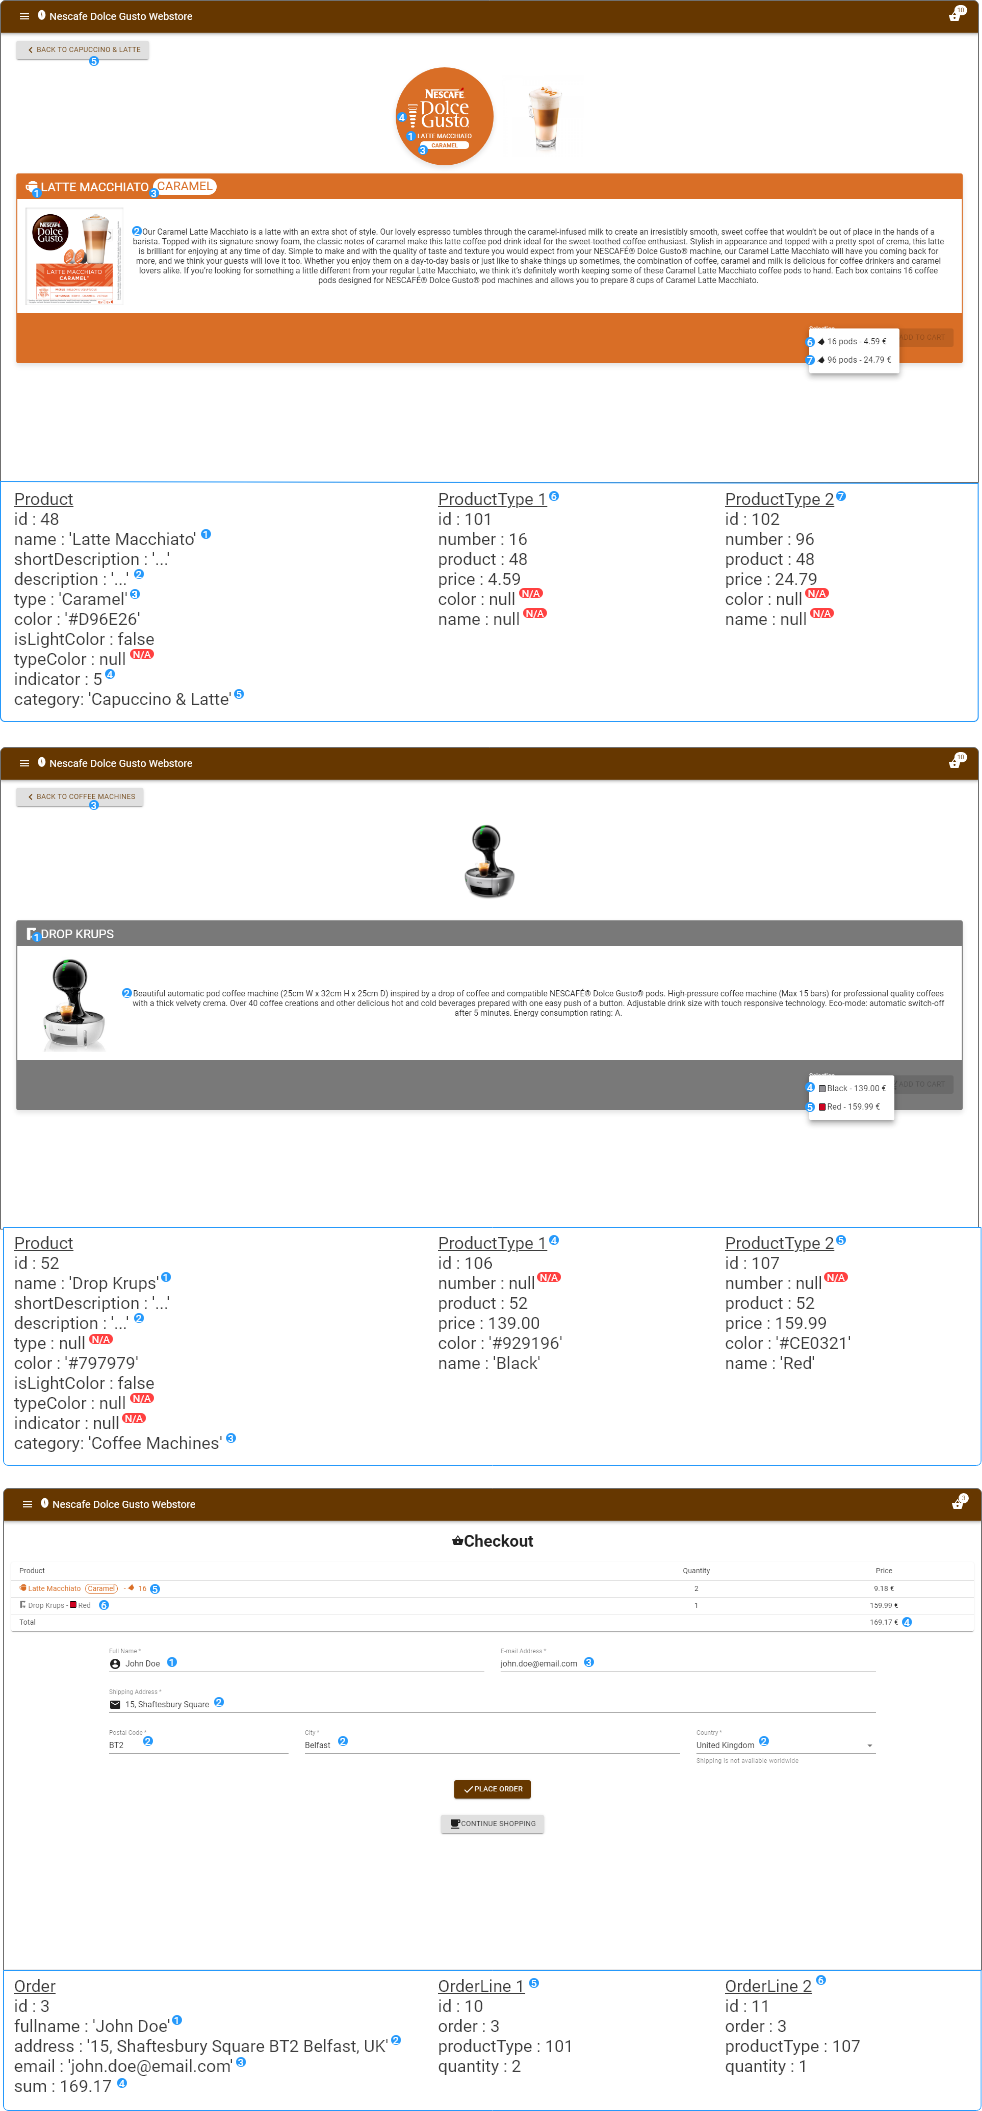 Nescafe Dolce Gusto Webstore
10
BACK TO CAPUCCINO & LATTE
5
NESCAFÉ
Dolce
Gusto
4
LATTE MACCHIATO
1
CARAMEL
3
LATTE MACCHIATO CARAMEL
1 3
NESCAFÉ
Dolce
Gusto
LATTE MACCHIATO
CARAMEL
2 Our Caramel Latte Macchiato is a latte with an extra shot of style. Our lovely espresso tumbles through the caramel-infused milk to create an irresistibly smooth, sweet coffee that wouldn't be out of place in the hands of a
barista. Topped with its signature snowy foam, the classic notes of caramel make this latte coffee pod drink ideal for the sweet-toothed coffee enthusiast. Stylish in appearance and topped with a pretty spot of crema, this latte
is brilliant for enjoying at any time of day. Simple to make and with the quality of taste and texture you would expect from your NESCAFÉ® Dolce Gusto® machine, our Caramel Latte Macchiato will have you coming back for
more, and we think your guests will love it too. Whether you enjoy them on a day-to-day basis or just like to shake things up sometimes, the combination of coffee, caramel and milk is delicious for coffee drinkers and caramel
lovers alike. If you're looking for something a little different from your regular Latte Macchiato, we think it's definitely worth keeping some of these Caramel Latte Macchiato coffee pods to hand. Each box contains 16 coffee
pods designed for NESCAFÉ® Dolce Gusto® pod machines and allows you to prepare 8 cups of Caramel Latte Macchiato.
ADD TO CART
6 16 pods - 4.59 €
7 96 pods - 24.79 €
Product
id : 48
name : 'Latte Macchiato' 1
shortDescription : '...'
description : '...' 2
type : 'Caramel' 3
color : '#D96E26'
isLightColor : false
typeColor : null N/A
indicator : 5 4
category: 'Capuccino & Latte' 5
ProductType 1 6
id : 101
number : 16
product : 48
price : 4.59
color : null N/A
name : null N/A
ProductType 2 7
id : 102
number : 96
product : 48
price : 24.79
color : null N/A
name : null N/A
Nescafe Dolce Gusto Webstore
10
BACK TO COFFEE MACHINES
3
1 DROP KRUPS
2 Beautiful automatic pod coffee machine (25cm W x 32cm H x 25cm D) inspired by a drop of coffee and compatible NESCAFÉ® Dolce Gusto® pods. High-pressure coffee machine (Max 15 bars) for professional quality coffees
with a thick velvety crema. Over 40 coffee creations and other delicious hot and cold beverages prepared with one easy push of a button. Adjustable drink size with touch responsive technology. Eco-mode: automatic switch-off
after 5 minutes. Energy consumption rating: A.
ADD TO CART
4 Black - 139.00 €
5 Red - 159.99 €
Product
id : 52
name : 'Drop Krups' 1
shortDescription : '...'
description : '...' 2
type : null N/A
color : '#797979'
isLightColor : false
typeColor : null N/A
indicator : null N/A
category: 'Coffee Machines' 3
ProductType 1 4
id : 106
number : null N/A
product : 52
price : 139.00
color : '#929196'
name : 'Black'
ProductType 2 5
id : 107
number : null N/A
product : 52
price : 159.99
color : '#CE0321'
name : 'Red'
Nescafe Dolce Gusto Webstore
3
Checkout
Product Quantity Price
Latte Macchiato Caramel - 16 5 2 9.18 €
Drop Krups - Red 6 1 159.99 €
Total 169.17 € 4
Full Name * E-mail Address *
John Doe 1 john.doe@email.com 3
Shipping Address *
15, Shaftesbury Square 2
Postal Code * City * Country *
BT2 2 Belfast 2 United Kingdom 2
Shipping is not available worldwide
PLACE ORDER
CONTINUE SHOPPING
Order
id : 3
fullname : 'John Doe' 1
address : '15, Shaftesbury Square BT2 Belfast, UK' 2
email : 'john.doe@email.com' 3
sum : 169.17 4
OrderLine 1 5
id : 10
order : 3
productType : 101
quantity : 2
OrderLine 2 6
id : 11
order : 3
productType : 107
quantity : 1